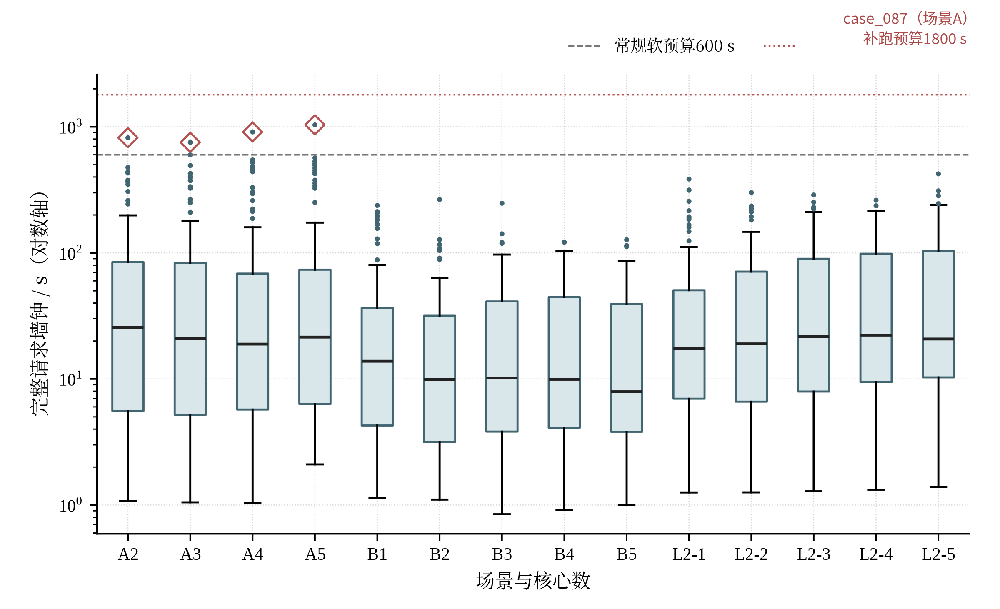 case_087（场景A）
补跑预算1800 s
常规软预算600 s
完整请求墙钟 / s（对数轴）
10³
10²
10¹
10⁰
A2 A3 A4 A5 B1 B2 B3 B4 B5 L2-1 L2-2 L2-3 L2-4 L2-5
场景与核心数